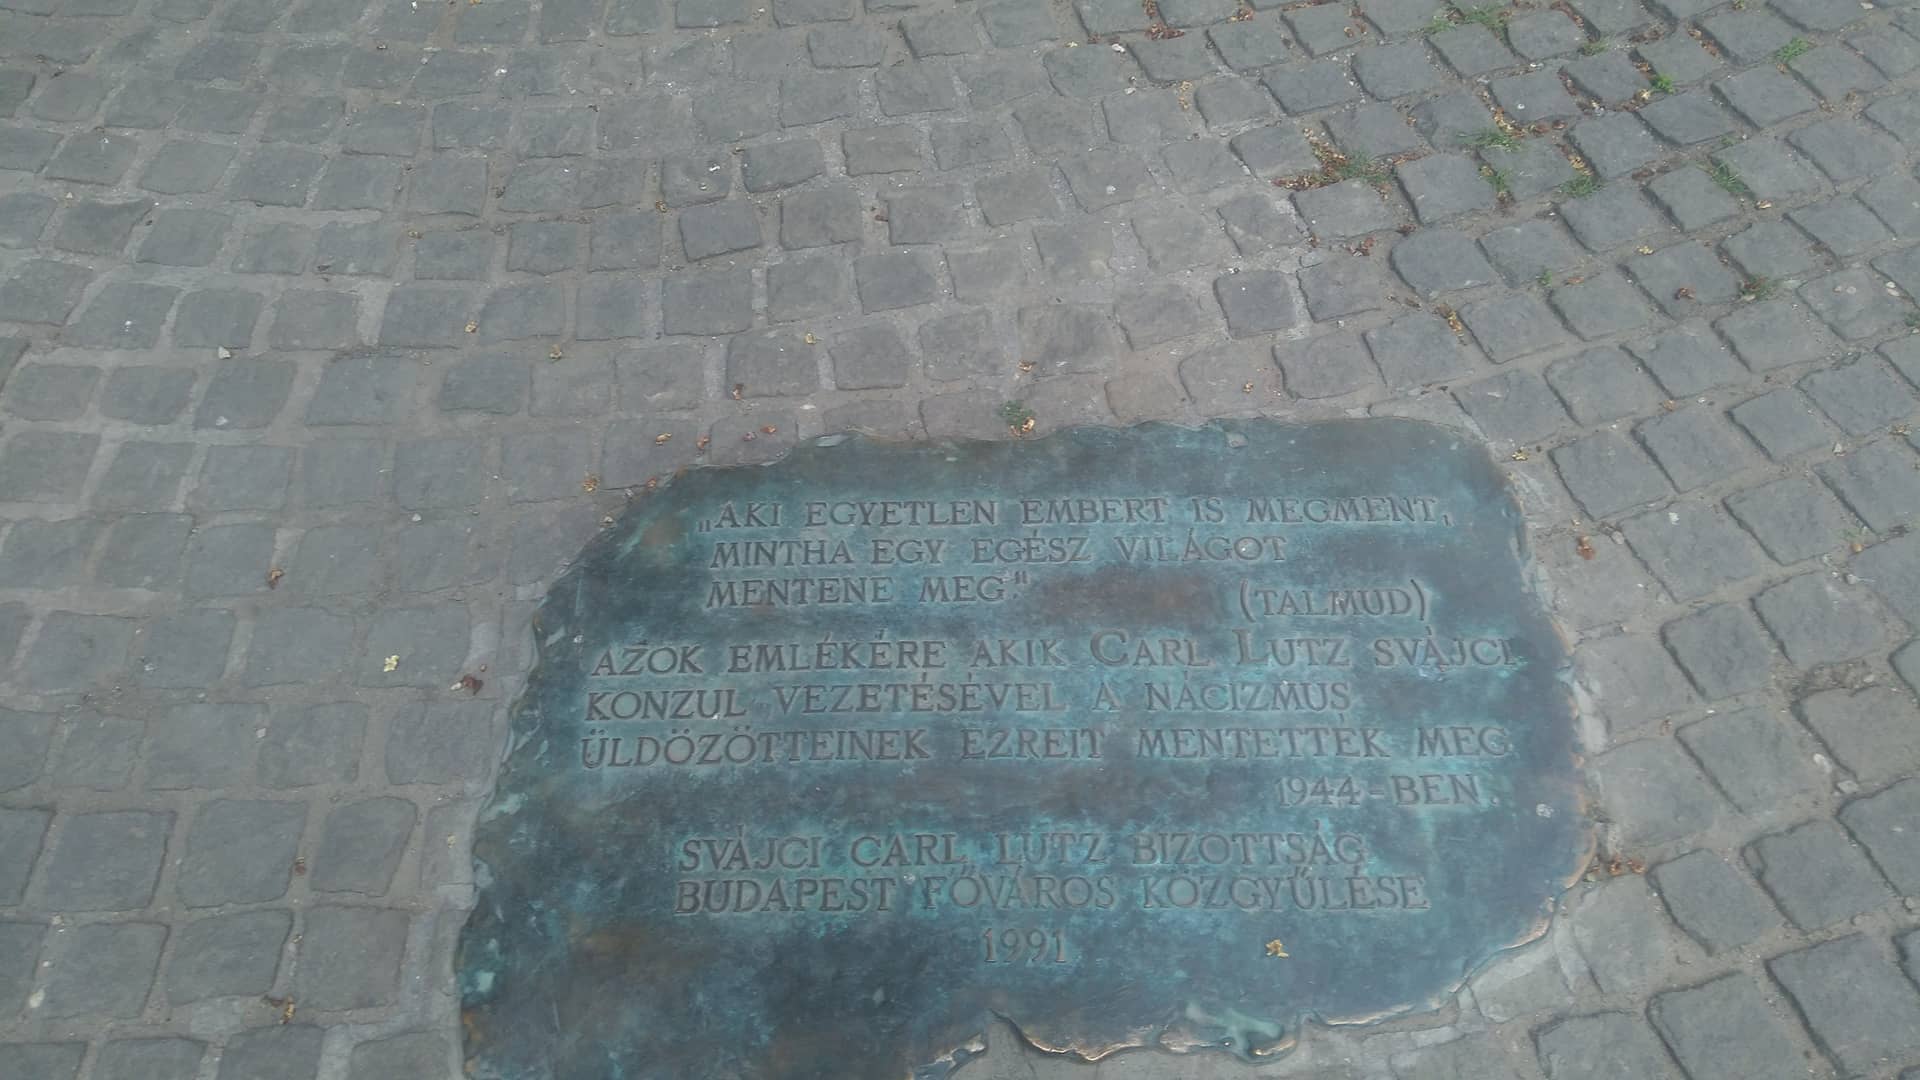 „AKI EGYETLEN EMBERT IS MEGMENT,
MINTHA EGY EGÉSZ VILÁGOT
MENTENE MEG."
(TALMUD)
AZOK EMLÉKÉRE AKIK CARL LUTZ SVÁJCI
KONZUL VEZETÉSÉVEL A NÁCIZMUS
ÜLDÖZÖTTEINEK EZREIT MENTETTÉK MEG
1944-BEN.
SVÁJCI CARL LUTZ BIZOTTSÁG
BUDAPEST FŐVÁROS KÖZGYŰLÉSE
1991